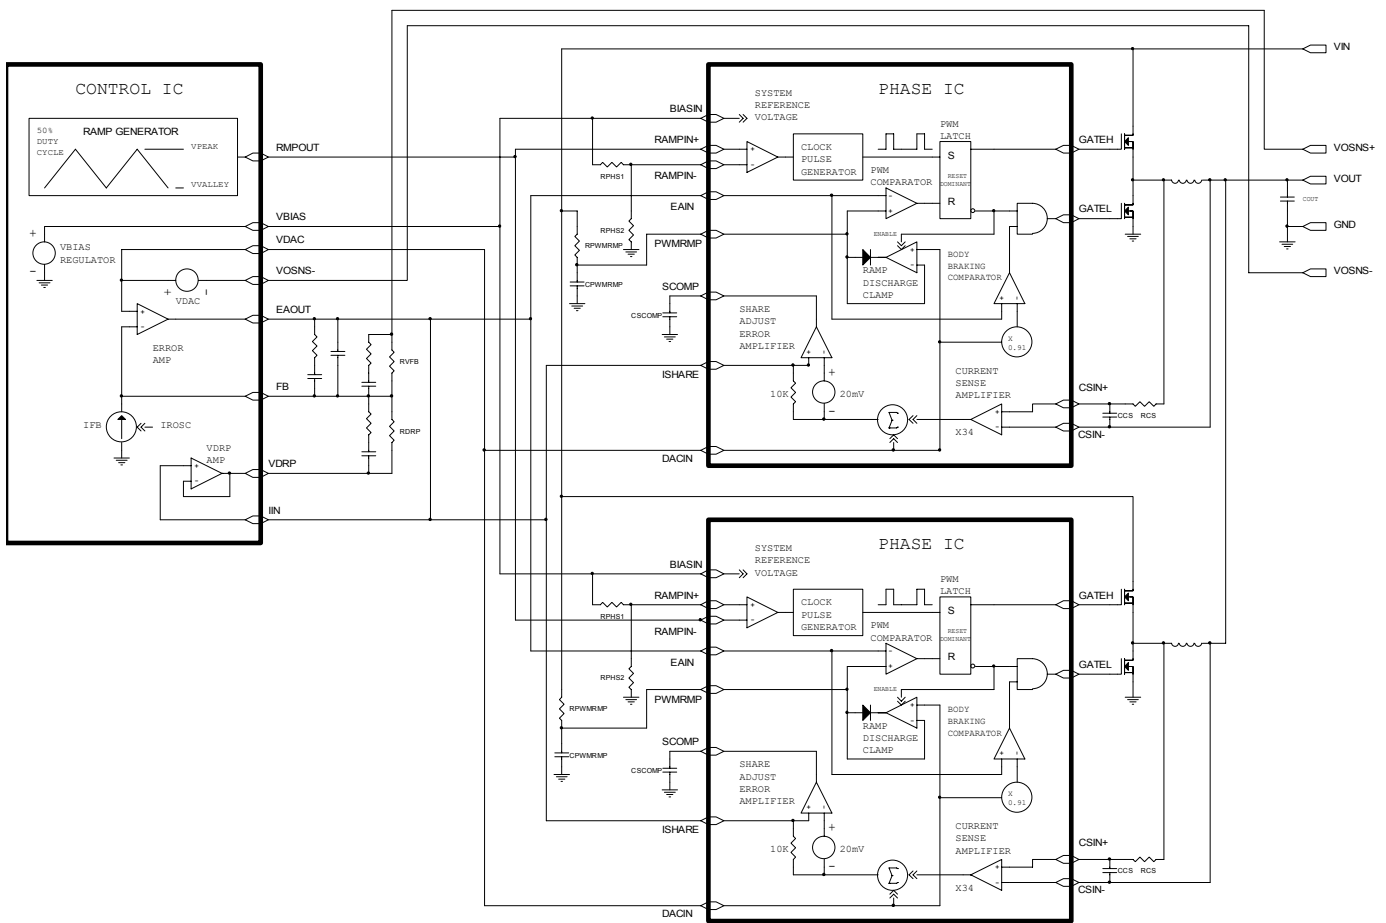 CONTROL IC
50%
DUTY
CYCLE
RAMP GENERATOR
VPEAK
VVALLEY
RMPOUT
VBIAS
VDAC
VOSNS-
EAOUT
FB
VDRP
IIN
+
-
VBIAS
REGULATOR
+
-
VDAC
+
-
ERROR
AMP
IFB
IROSC
VDRP
AMP
+
-
RVFB
RDRP
BIASIN
RAMPIN+
RAMPIN-
EAIN
PWMRMP
SCOMP
ISHARE
DACIN
RPHS1
RPHS2
RPWMRMP
CPWMRMP
CSCOMP
PHASE IC
SYSTEM
REFERENCE
VOLTAGE
+
-
CLOCK
PULSE
GENERATOR
PWM
LATCH
S
RESET
DOMINANT
R
PWM
COMPARATOR
-
+
ENABLE
+
-
RAMP
DISCHARGE
CLAMP
BODY
BRAKING
COMPARATOR
+
-
SHARE
ADJUST
ERROR
AMPLIFIER
+
-
X
0.91
10K
+
20mV
-
Σ
CURRENT
SENSE
AMPLIFIER
+
-
X34
GATEH
GATEL
CSIN+
CSIN-
CCS
RCS
VIN
VOSNS+
VOUT
COUT
GND
VOSNS-
BIASIN
RAMPIN+
RAMPIN-
EAIN
PWMRMP
SCOMP
ISHARE
DACIN
RPHS1
RPHS2
RPWMRMP
CPWMRMP
CSCOMP
PHASE IC
SYSTEM
REFERENCE
VOLTAGE
+
-
CLOCK
PULSE
GENERATOR
PWM
LATCH
S
RESET
DOMINANT
R
PWM
COMPARATOR
-
+
ENABLE
+
-
RAMP
DISCHARGE
CLAMP
BODY
BRAKING
COMPARATOR
+
-
SHARE
ADJUST
ERROR
AMPLIFIER
+
-
X
0.91
10K
+
20mV
-
Σ
CURRENT
SENSE
AMPLIFIER
+
-
X34
GATEH
GATEL
CSIN+
CSIN-
CCS
RCS